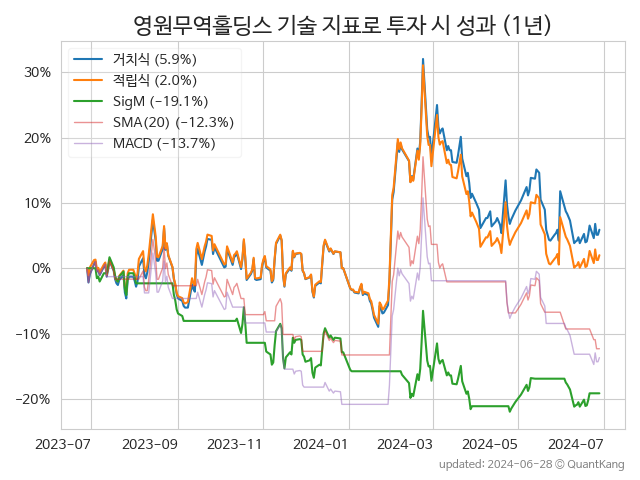 영원무역홀딩스 기술 지표로 투자 시 성과 (1년)
거치식 (5.9%)
적립식 (2.0%)
SigM (−19.1%)
SMA(20) (−12.3%)
MACD (−13.7%)
30%
20%
10%
0%
−10%
−20%
2023-07 2023-09 2023-11 2024-01 2024-03 2024-05 2024-07
updated: 2024-06-28 © QuantKang